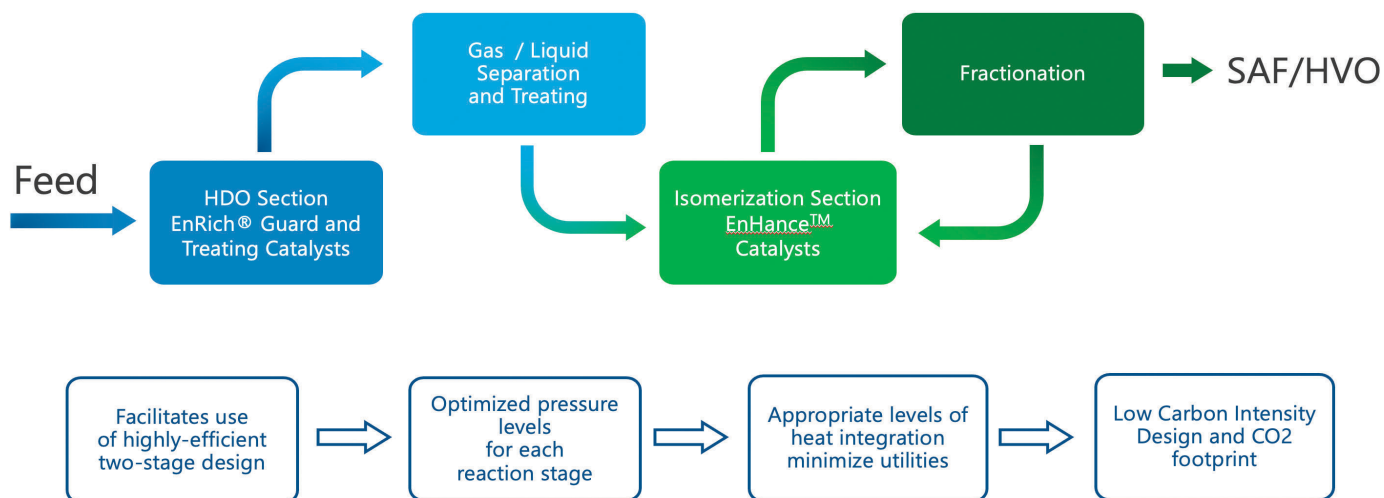 Feed
HDO Section
EnRich® Guard and
Treating Catalysts
Gas / Liquid
Separation
and Treating
Isomerization Section
EnHance™
Catalysts
Fractionation
SAF/HVO
Facilitates use
of highly-efficient
two-stage design
Optimized pressure
levels
for each
reaction stage
Appropriate levels of
heat integration
minimize utilities
Low Carbon Intensity
Design and CO2
footprint